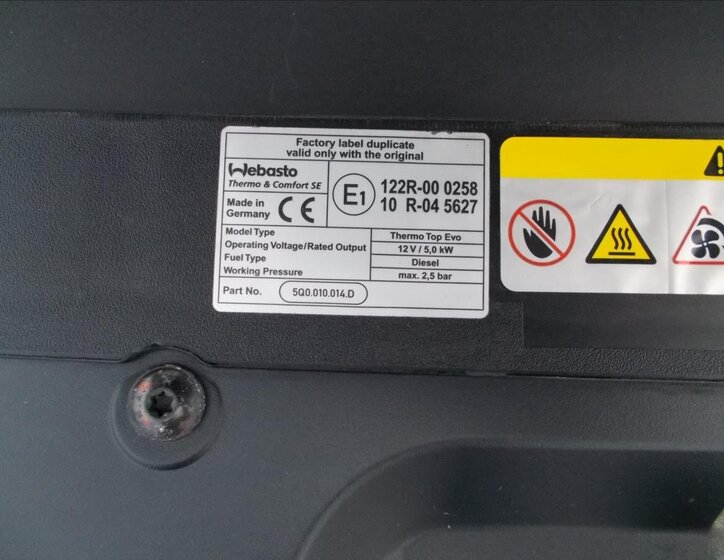 Factory label duplicate
valid only with the original
Webasto
Thermo & Comfort SE
Made in
Germany
CE
E1
122R-00 0258
10 R-04 5627
Model Type Thermo Top Evo
Operating Voltage/Rated Output 12 V / 5,0 kW
Fuel Type Diesel
Working Pressure max. 2,5 bar
Part No. 5Q0.010.014.D